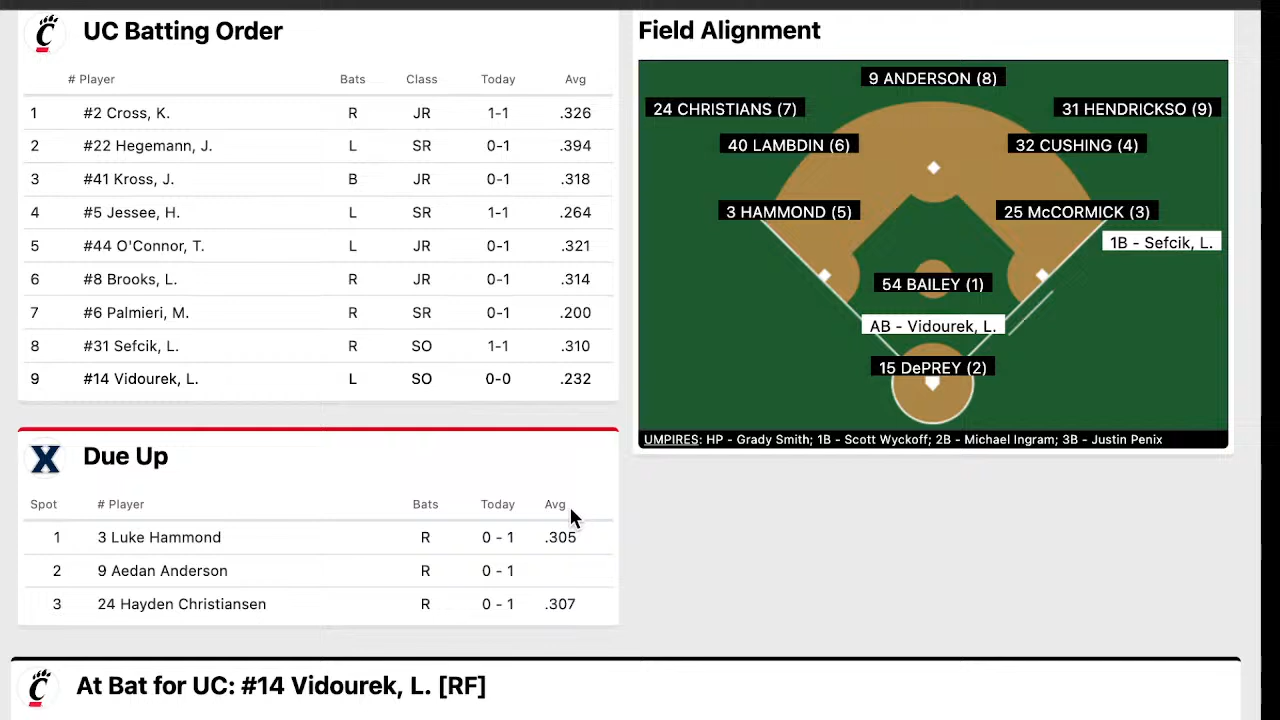 UC Batting Order
# Player Bats Class Today Avg
1 #2 Cross, K. R JR 1-1 .326
2 #22 Hegemann, J. L SR 0-1 .394
3 #41 Kross, J. B JR 0-1 .318
4 #5 Jessee, H. L SR 1-1 .264
5 #44 O'Connor, T. L JR 0-1 .321
6 #8 Brooks, L. R JR 0-1 .314
7 #6 Palmieri, M. R SR 0-1 .200
8 #31 Sefcik, L. R SO 1-1 .310
9 #14 Vidourek, L. L SO 0-0 .232
Field Alignment
9 ANDERSON (8)
24 CHRISTIANS (7) 31 HENDRICKSO (9)
40 LAMBDIN (6) 32 CUSHING (4)
3 HAMMOND (5) 25 McCORMICK (3)
1B - Sefcik, L.
54 BAILEY (1)
AB - Vidourek, L.
15 DePREY (2)
UMPIRES: HP - Grady Smith; 1B - Scott Wyckoff; 2B - Michael Ingram; 3B - Justin Penix
X Due Up
Spot # Player Bats Today Avg
1 3 Luke Hammond R 0 - 1 .305
2 9 Aedan Anderson R 0 - 1
3 24 Hayden Christiansen R 0 - 1 .307
At Bat for UC: #14 Vidourek, L. [RF]